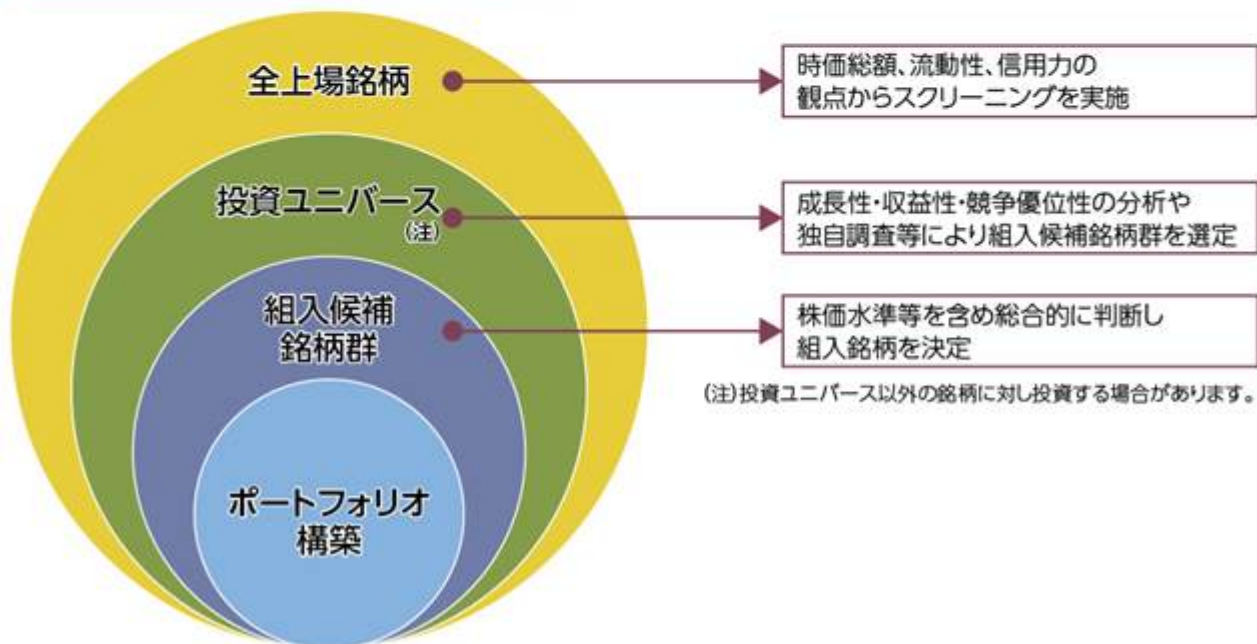 全上場銘柄
時価総額、流動性、信用力の
観点からスクリーニングを実施
投資ユニバース
(注)
成長性・収益性・競争優位性の分析や
独自調査等により組入候補銘柄群を選定
組入候補
銘柄群
株価水準等を含め総合的に判断し
組入銘柄を決定
(注)投資ユニバース以外の銘柄に対し投資する場合があります。
ポートフォリオ
構築